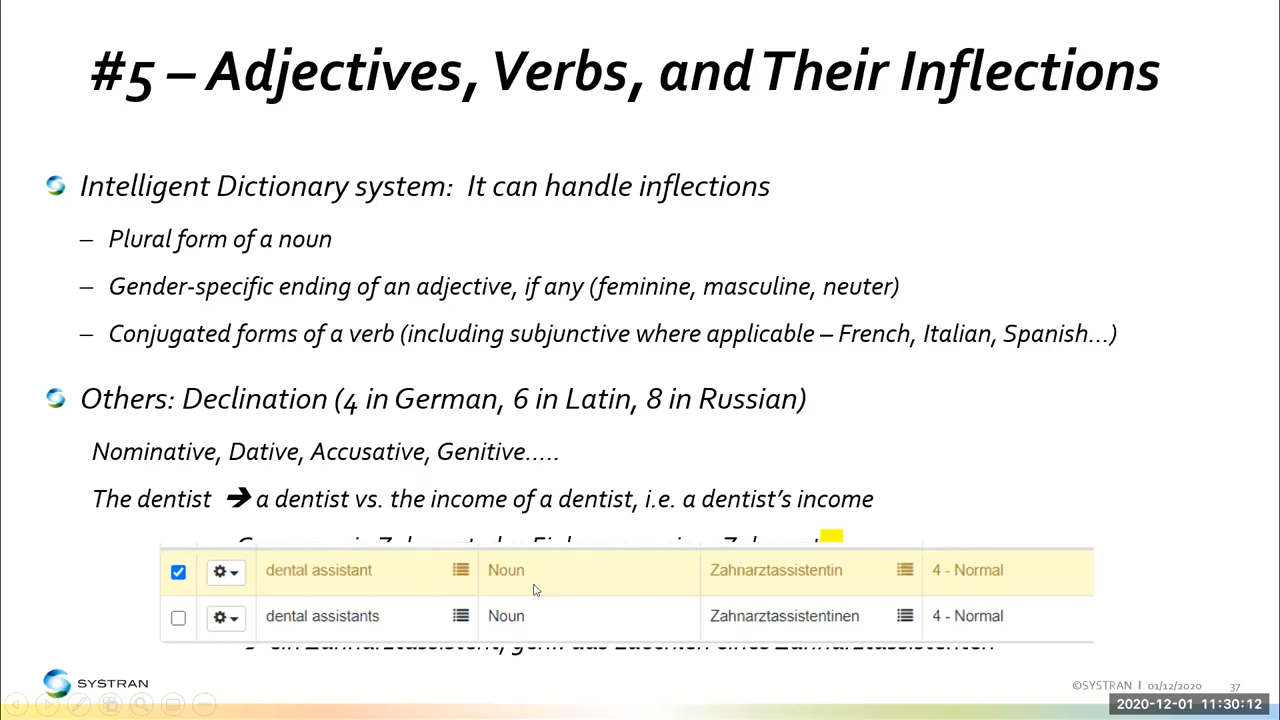 #5 – Adjectives, Verbs, and Their Inflections
Intelligent Dictionary system: It can handle inflections
– Plural form of a noun
– Gender-specific ending of an adjective, if any (feminine, masculine, neuter)
– Conjugated forms of a verb (including subjunctive where applicable – French, Italian, Spanish...)
Others: Declination (4 in German, 6 in Latin, 8 in Russian)
Nominative, Dative, Accusative, Genitive.....
The dentist ➔ a dentist vs. the income of a dentist, i.e. a dentist's income
dental assistant Noun Zahnarztassistentin 4 - Normal
dental assistants Noun Zahnarztassistentinen 4 - Normal
SYSTRAN
©SYSTRAN | 01/12/2020 37
2020-12-01 11:30:12